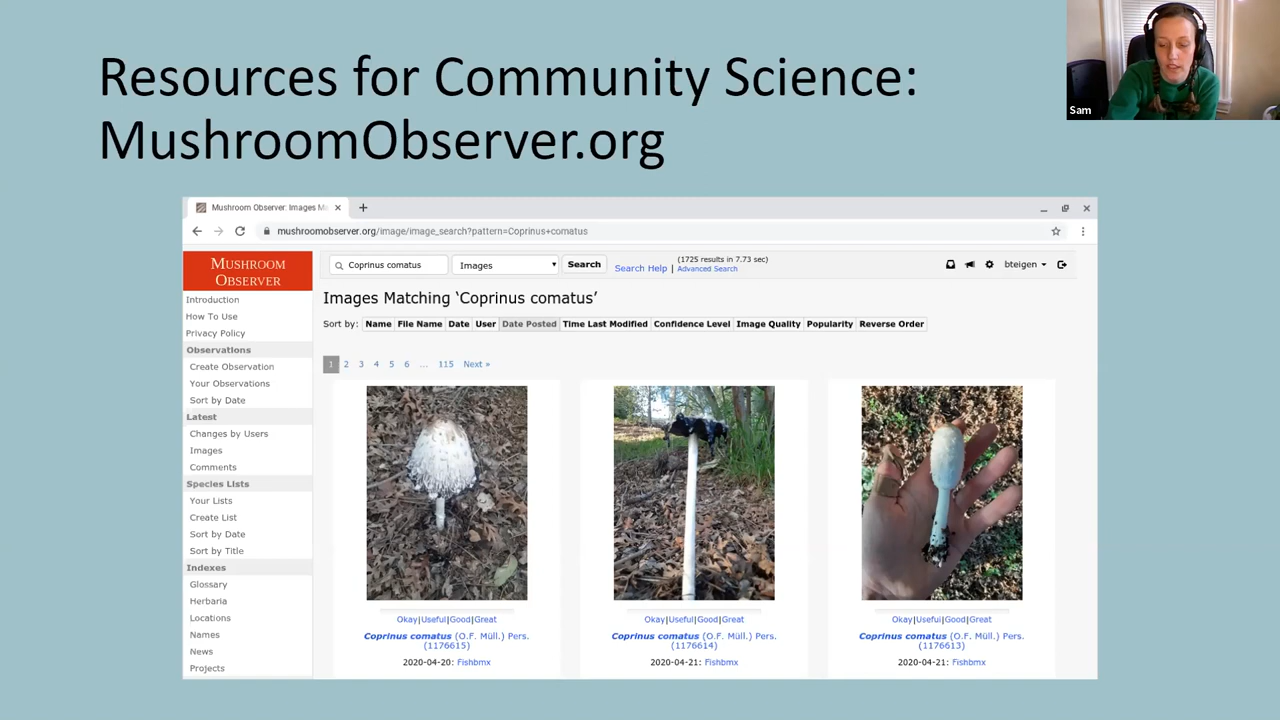 Resources for Community Science:
MushroomObserver.org
Sam
Mushroom Observer: Images Ma
mushroomobserver.org/image/image_search?pattern=Coprinus+comatus
MUSHROOM
OBSERVER
Coprinus comatus
Images
Search
Search Help | 
(1725 results in 7.73 sec)
Advanced Search
bteigen
Introduction
How To Use
Privacy Policy
Observations
Create Observation
Your Observations
Sort by Date
Latest
Changes by Users
Images
Comments
Species Lists
Your Lists
Create List
Sort by Date
Sort by Title
Indexes
Glossary
Herbaria
Locations
Names
News
Projects
Images Matching ‘Coprinus comatus’
Sort by: Name File Name Date User Date Posted Time Last Modified Confidence Level Image Quality Popularity Reverse Order
1 2 3 4 5 6 ... 115 Next »
Okay|Useful|Good|Great
Coprinus comatus (O.F. Müll.) Pers.
(1176615)
2020-04-20: Fishbmx
Okay|Useful|Good|Great
Coprinus comatus (O.F. Müll.) Pers.
(1176614)
2020-04-21: Fishbmx
Okay|Useful|Good|Great
Coprinus comatus (O.F. Müll.) Pers.
(1176613)
2020-04-21: Fishbmx